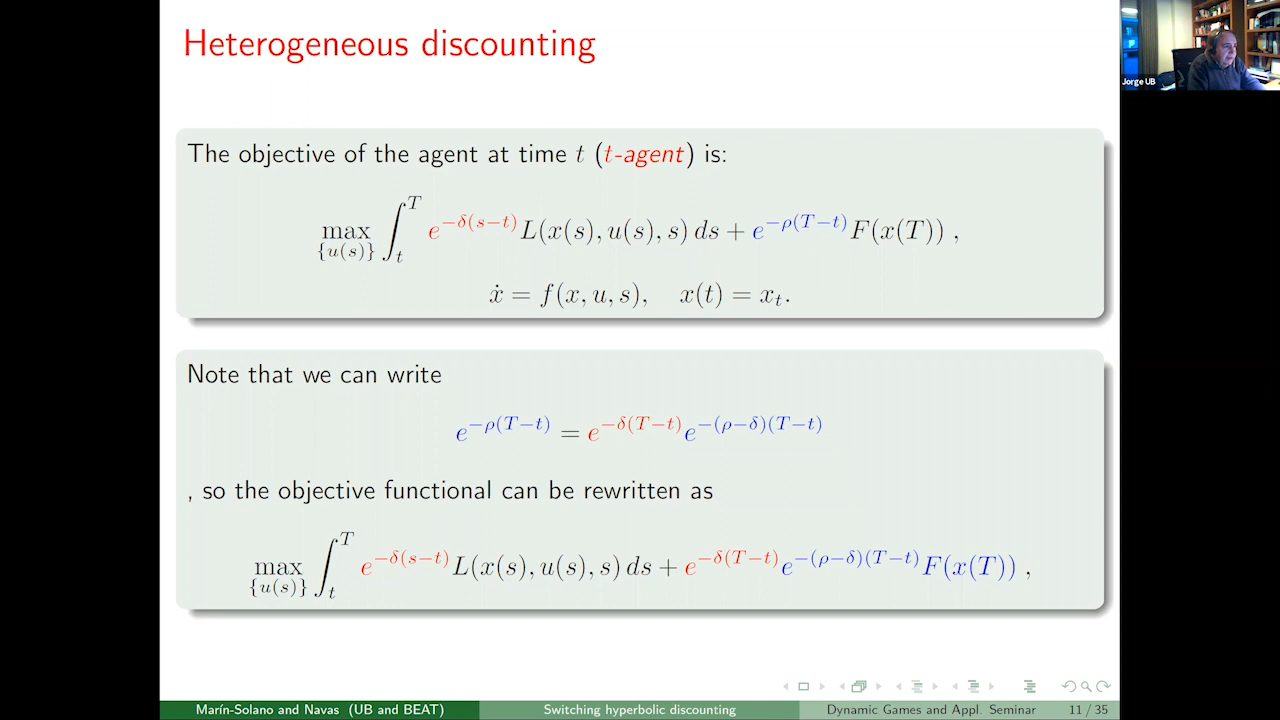 Heterogeneous discounting
Jorge UB
The objective of the agent at time t (t-agent) is:
max_{u(s)} ∫_t^T e^{-δ(s-t)} L(x(s), u(s), s) ds + e^{-ρ(T-t)} F(x(T)) ,
ẋ = f(x, u, s), x(t) = x_t.
Note that we can write
e^{-ρ(T-t)} = e^{-δ(T-t)} e^{-(ρ-δ)(T-t)}
, so the objective functional can be rewritten as
max_{u(s)} ∫_t^T e^{-δ(s-t)} L(x(s), u(s), s) ds + e^{-δ(T-t)} e^{-(ρ-δ)(T-t)} F(x(T)) ,
Marín-Solano and Navas (UB and BEAT) Switching hyperbolic discounting Dynamic Games and Appl. Seminar 11 / 35